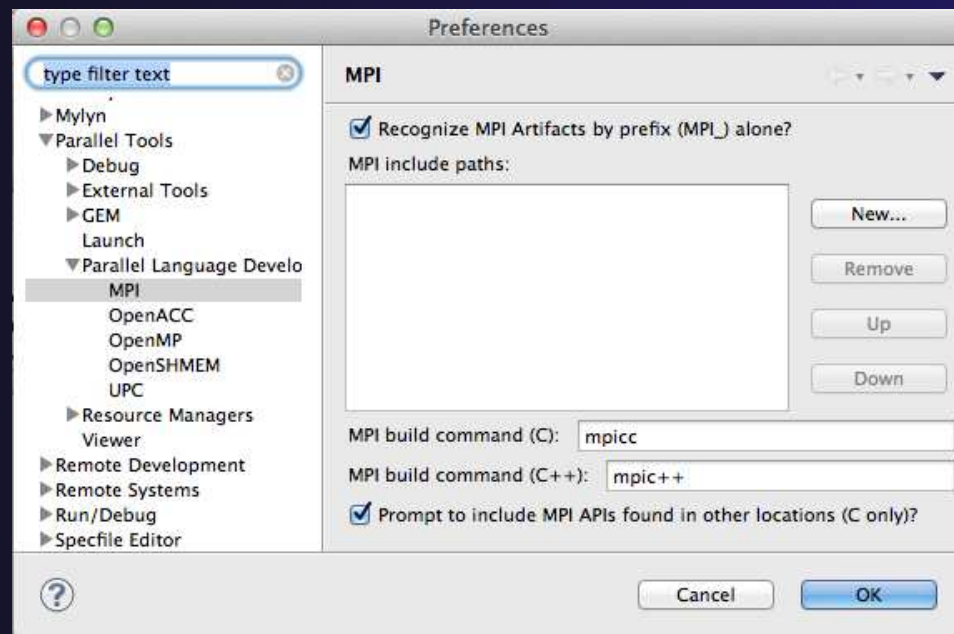 Preferences
type filter text
Mylyn
Parallel Tools
Debug
External Tools
GEM
Launch
Parallel Language Develo
MPI
OpenACC
OpenMP
OpenSHMEM
UPC
Resource Managers
Viewer
Remote Development
Remote Systems
Run/Debug
Specfile Editor
MPI
Recognize MPI Artifacts by prefix (MPI_) alone?
MPI include paths:
New...
Remove
Up
Down
MPI build command (C): mpicc
MPI build command (C++): mpic++
Prompt to include MPI APIs found in other locations (C only)?
?
Cancel
OK